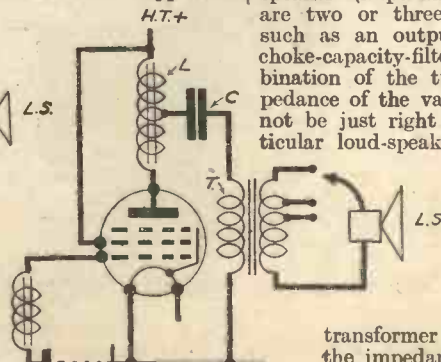 H.T.+
are two or three
such as an output
choke-capacity-filte
bination of the t
pedance of the va
not be just right
ticular loud-speak
L
C
L.S.
T.
L.S
transformer
the impedan